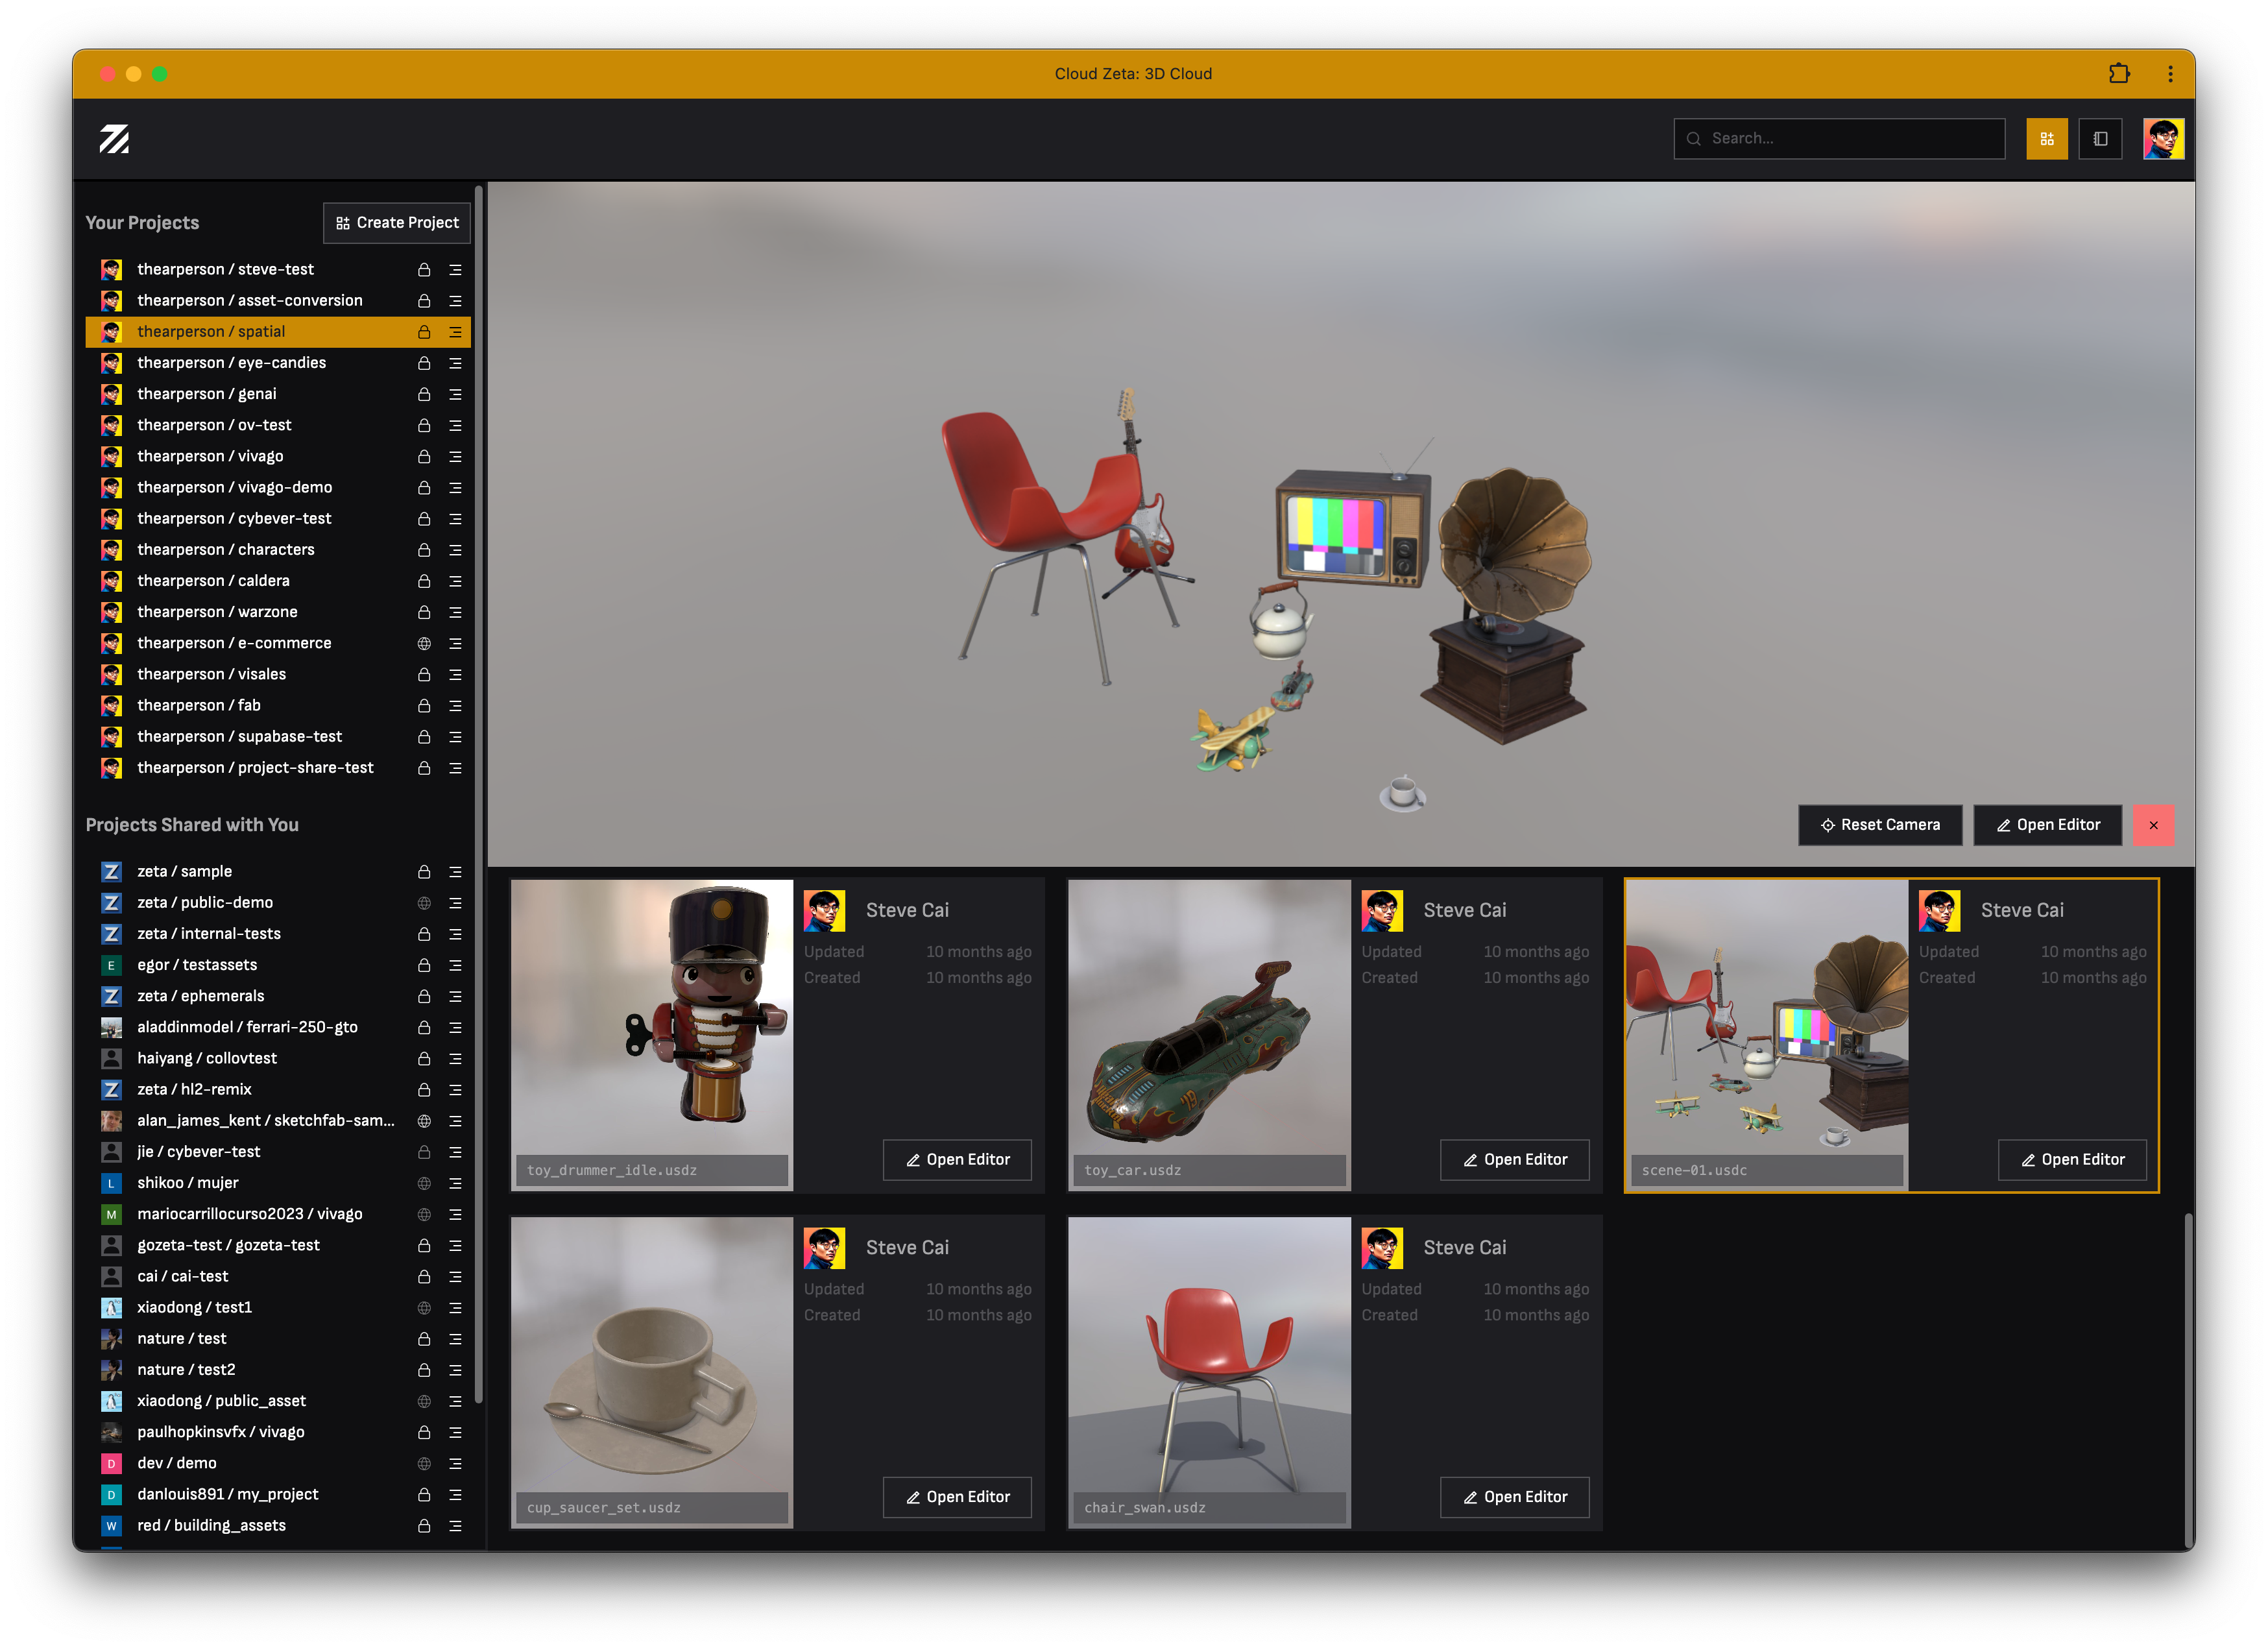 Cloud Zeta: 3D Cloud
Search...
Your Projects
Create Project
thearperson / steve-test
thearperson / asset-conversion
thearperson / spatial
thearperson / eye-candies
thearperson / genai
thearperson / ov-test
thearperson / vivago
thearperson / vivago-demo
thearperson / cybever-test
thearperson / characters
thearperson / caldera
thearperson / warzone
thearperson / e-commerce
thearperson / visales
thearperson / fab
thearperson / supabase-test
thearperson / project-share-test
Projects Shared with You
zeta / sample
zeta / public-demo
zeta / internal-tests
E egor / testassets
zeta / ephemerals
aladdinmodel / ferrari-250-gto
haiyang / collovtest
zeta / hl2-remix
alan_james_kent / sketchfab-sam...
jie / cybever-test
L shikoo / mujer
M mariocarrillocurso2023 / vivago
gozeta-test / gozeta-test
cai / cai-test
xiaodong / test1
nature / test
nature / test2
xiaodong / public_asset
paulhopkinsvfx / vivago
D dev / demo
D danlouis891 / my_project
W red / building_assets
Reset Camera
Open Editor
Steve Cai
Updated 10 months ago
Created 10 months ago
toy_drummer_idle.usdz
Open Editor
Steve Cai
Updated 10 months ago
Created 10 months ago
19
toy_car.usdz
Open Editor
Steve Cai
Updated 10 months ago
Created 10 months ago
scene-01.usdc
Open Editor
Steve Cai
Updated 10 months ago
Created 10 months ago
cup_saucer_set.usdz
Open Editor
Steve Cai
Updated 10 months ago
Created 10 months ago
chair_swan.usdz
Open Editor